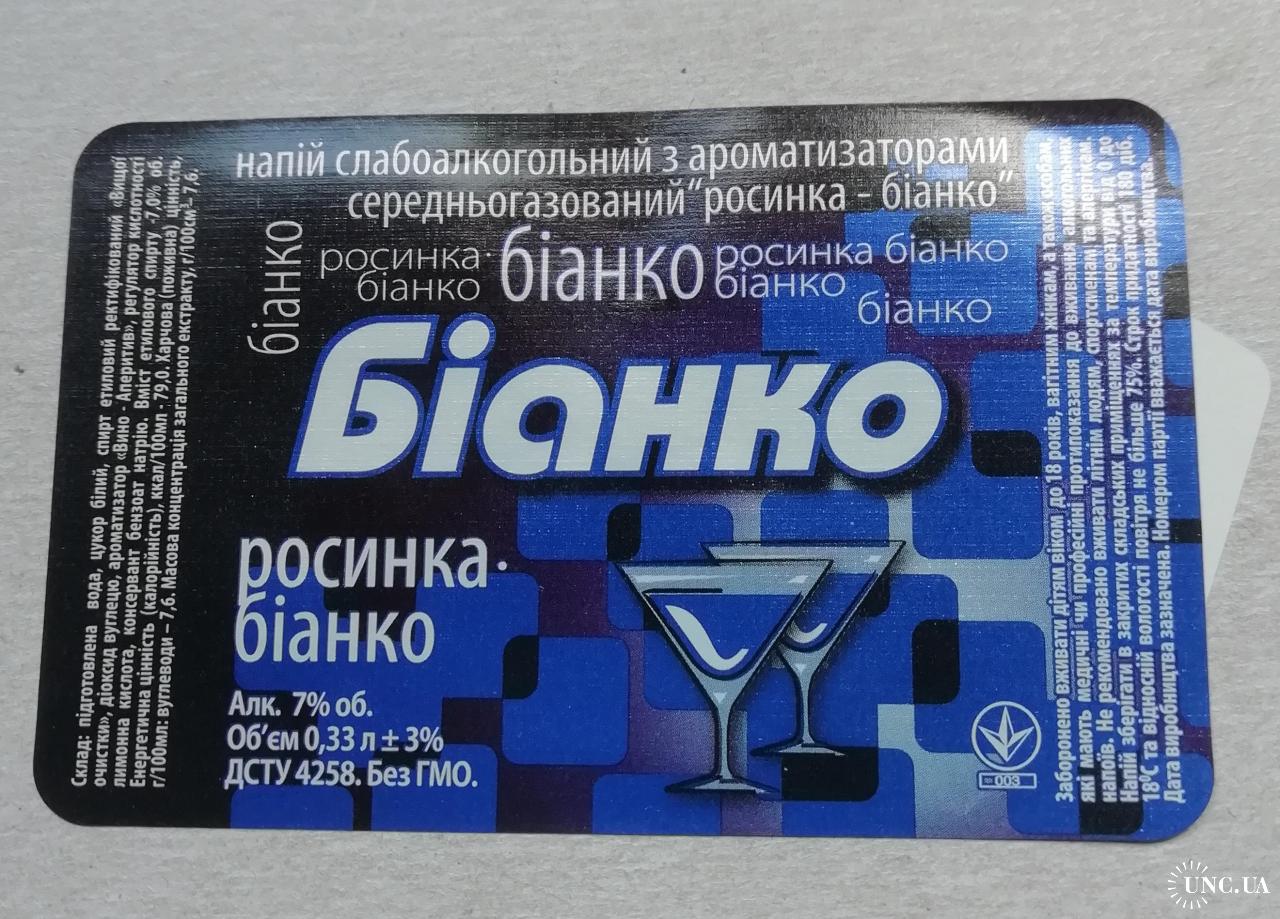 напій слабоалкогольний з ароматизаторами
середньогазований "росинка - біанко"
біанко
росинка·
біанко
біанко
росинка біанко
біанко
біанко
Біанко
росинка·
біанко
Алк. 7% об.
Об'єм 0,33 л ± 3%
ДСТУ 4258. Без ГМО.
Склад: підготовлена вода, цукор білий, спирт етиловий ректифікований «Вищої
очистки», діоксид вуглецю, ароматизатор «Вино - Аперитив», регулятор кислотності
лимонна кислота, консервант бензоат натрію. Вміст етилового спирту -7,0% об.
Енергетична цінність (калорійність), ккал/100мл - 79,0. Харчова (поживна) цінність,
г/100мл: вуглеводи - 7,6. Масова концентрація загального екстракту, г/100см³ – 7,6.
Заборонено вживати дітям віком до 18 років, вагітним жінкам, а також особам,
які мають медичні чи професійні протипоказання до вживання алкогольних
напоїв. Не рекомендовано вживати літнім людям, спортсменам та алергікам.
Напій зберігати в закритих складських приміщеннях за температури від 0 до
18°С та відносній вологості повітря не більше 75%. Строк придатності 180 діб.
Дата виробництва зазначена. Номером партії вважається дата виробництва.
003
UNC.UA